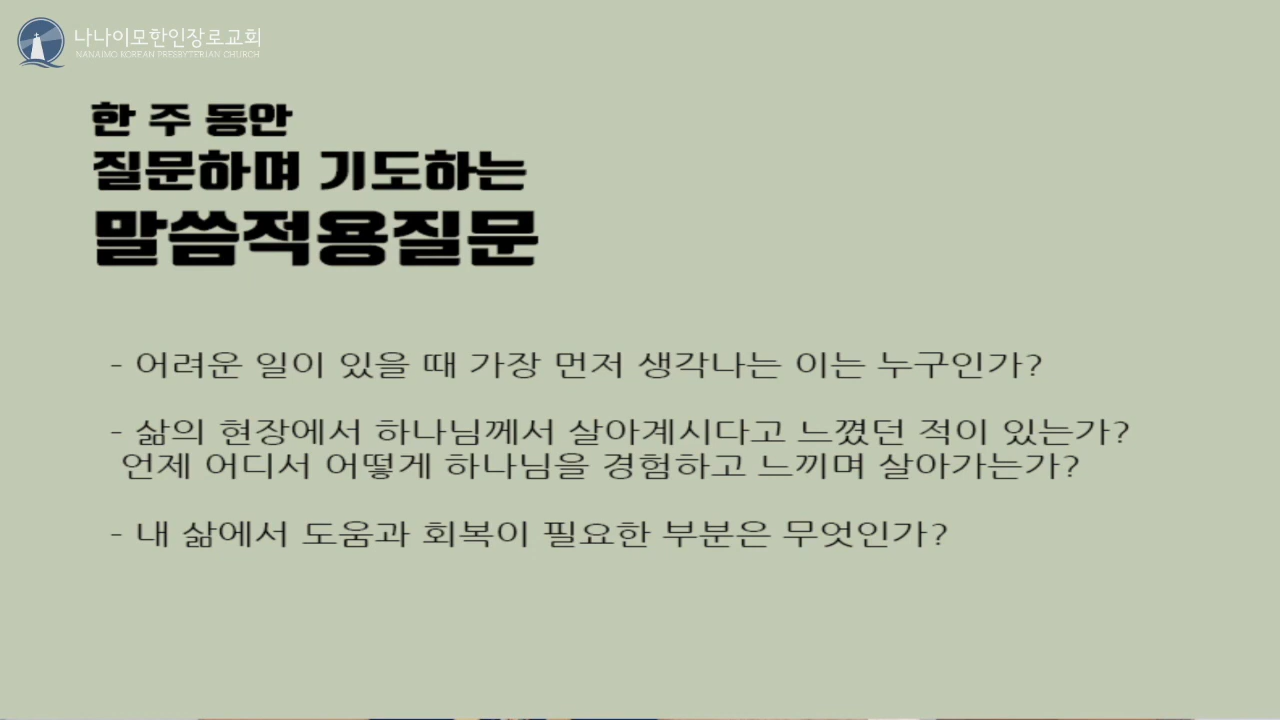 나나이모한인장로교회
NANAIMO KOREAN PRESBYTERIAN CHURCH
한 주 동안
질문하며 기도하는
말씀적용질문
- 어려운 일이 있을 때 가장 먼저 생각나는 이는 누구인가?
- 삶의 현장에서 하나님께서 살아계시다고 느꼈던 적이 있는가?
언제 어디서 어떻게 하나님을 경험하고 느끼며 살아가는가?
- 내 삶에서 도움과 회복이 필요한 부분은 무엇인가?